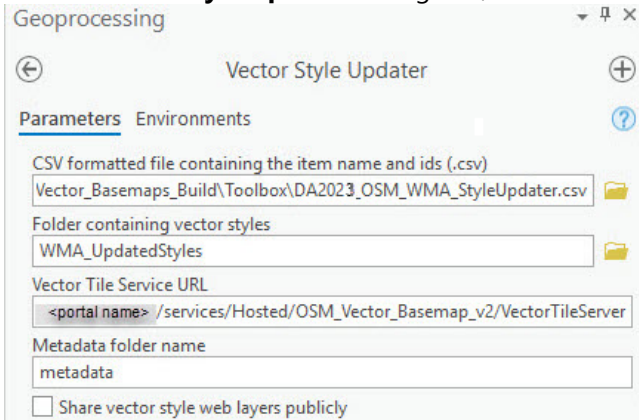 Geoprocessing
Vector Style Updater
Parameters Environments
CSV formatted file containing the item name and ids (.csv)
Vector_Basemaps_Build\Toolbox\DA2023_OSM_WMA_StyleUpdater.csv
Folder containing vector styles
WMA_UpdatedStyles
Vector Tile Service URL
<portal name> /services/Hosted/OSM_Vector_Basemap_v2/VectorTileServer
Metadata folder name
metadata
Share vector style web layers publicly